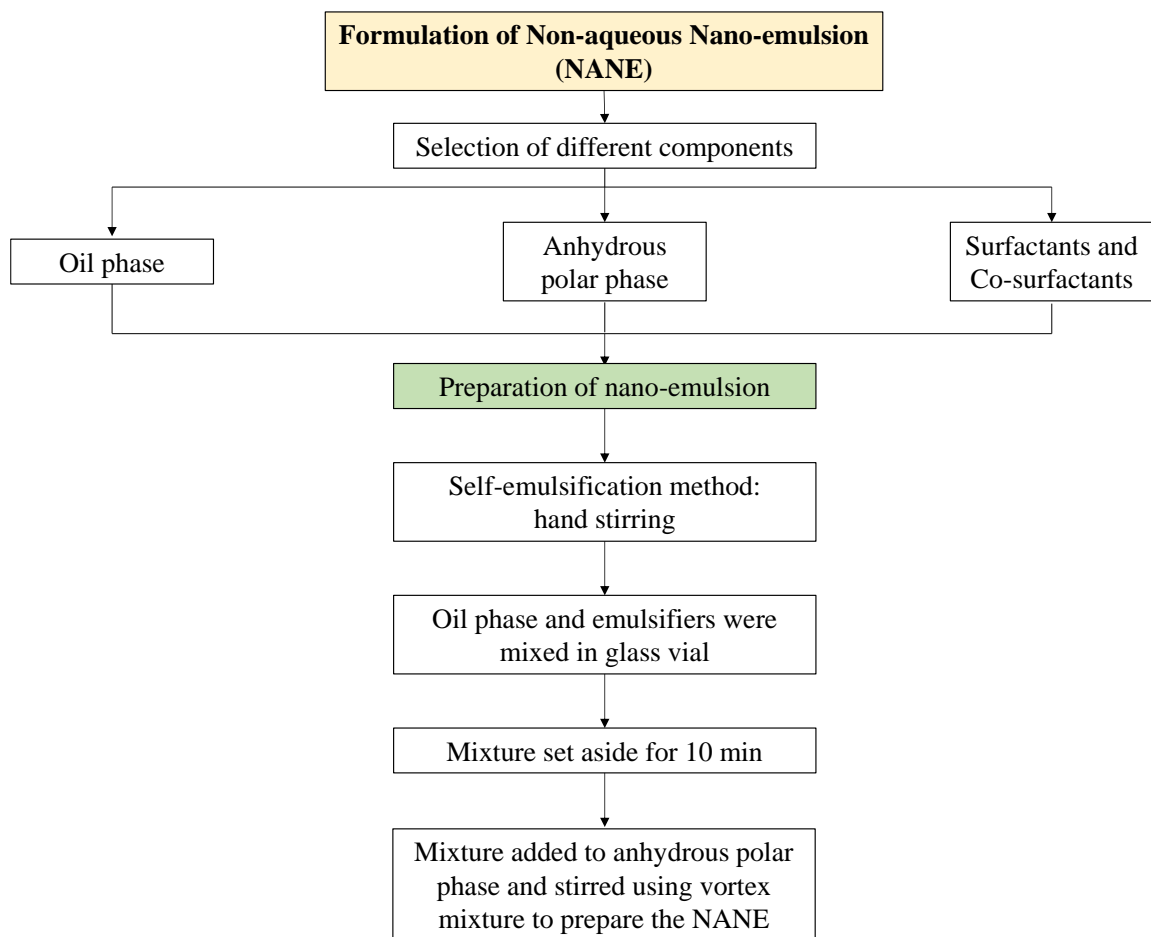 Formulation of Non-aqueous Nano-emulsion
(NANE)
Selection of different components
Oil phase
Anhydrous
polar phase
Surfactants and
Co-surfactants
Preparation of nano-emulsion
Self-emulsification method:
hand stirring
Oil phase and emulsifiers were
mixed in glass vial
Mixture set aside for 10 min
Mixture added to anhydrous polar
phase and stirred using vortex
mixture to prepare the NANE